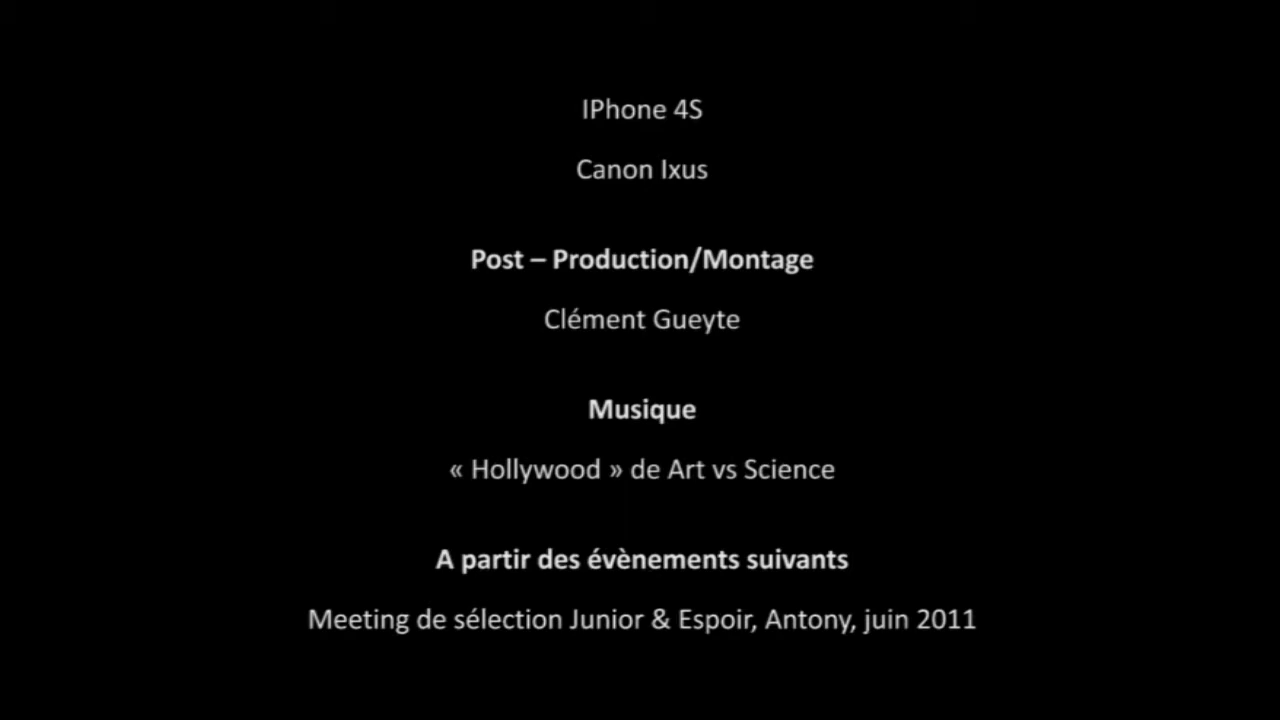 IPhone 4S
Canon Ixus
Post – Production/Montage
Clément Gueyte
Musique
« Hollywood » de Art vs Science
A partir des évènements suivants
Meeting de sélection Junior & Espoir, Antony, juin 2011